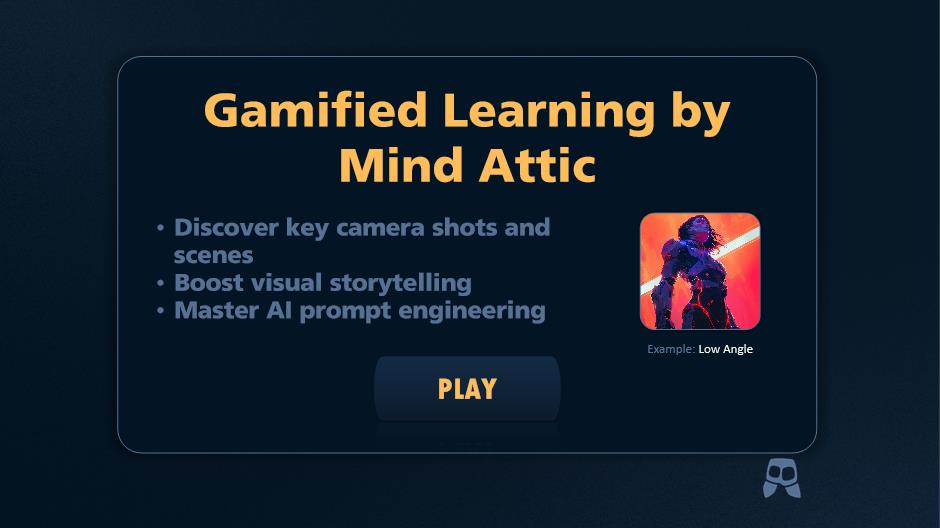 Gamified Learning by
Mind Attic
• Discover key camera shots and
scenes
• Boost visual storytelling
• Master AI prompt engineering
Example: Low Angle
PLAY